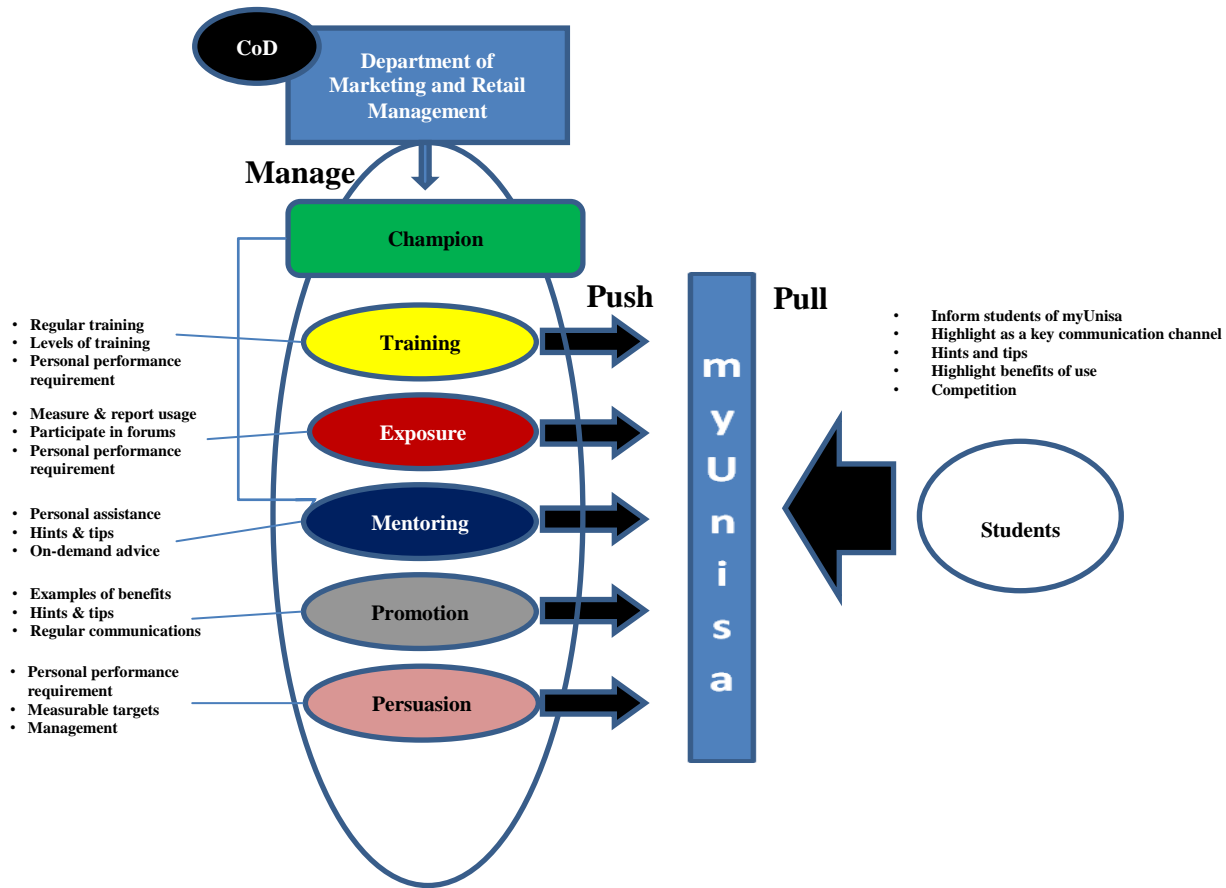 CoD
Department of
Marketing and Retail
Management
Manage
Champion
Push
Pull
• Regular training
• Levels of training
• Personal performance
requirement
Training
• Measure & report usage
• Participate in forums
• Personal performance
requirement
Exposure
• Personal assistance
• Hints & tips
• On-demand advice
Mentoring
• Examples of benefits
• Hints & tips
• Regular communications
Promotion
• Personal performance
requirement
• Measurable targets
• Management
Persuasion
myUnisa
• Inform students of myUnisa
• Highlight as a key communication channel
• Hints and tips
• Highlight benefits of use
• Competition
Students